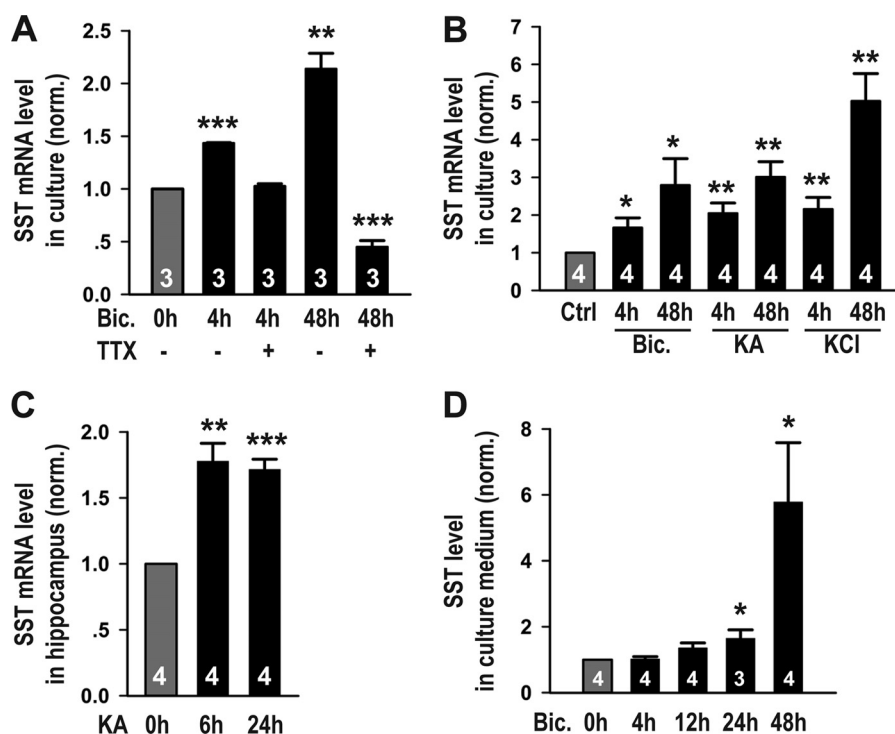 A
SST mRNA level
in culture (norm.)
2.5
2.0
1.5
1.0
.5
0.0
*** ** ***
3 3 3 3 3
Bic. 0h 4h 4h 48h 48h
TTX - - + - +
B
SST mRNA level
in culture (norm.)
7
6
5
4
3
2
1
0
* * ** ** ** **
4 4 4 4 4 4 4
Ctrl 4h 48h 4h 48h 4h 48h
Bic. KA KCl
C
SST mRNA level
in hippocampus (norm.)
2.0
1.5
1.0
.5
0.0
** ***
4 4 4
KA 0h 6h 24h
D
SST level
in culture medium (norm.)
8
6
4
2
0
* *
4 4 4 3 4
Bic. 0h 4h 12h 24h 48h